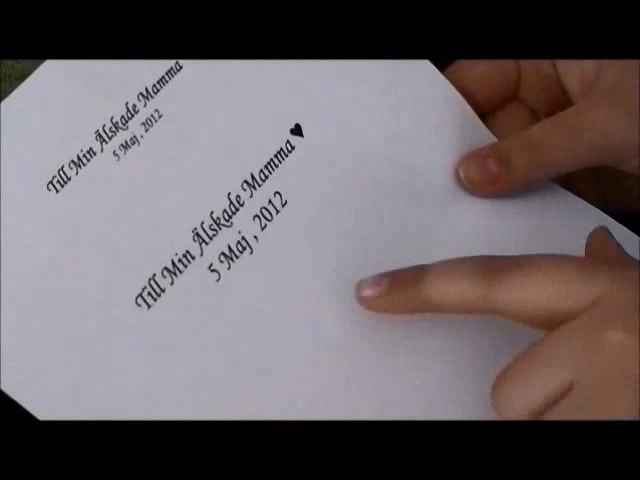 Till Min Älskade Mamma
5 Maj, 2012
Till Min Älskade Mamma ♥
5 Maj , 2012